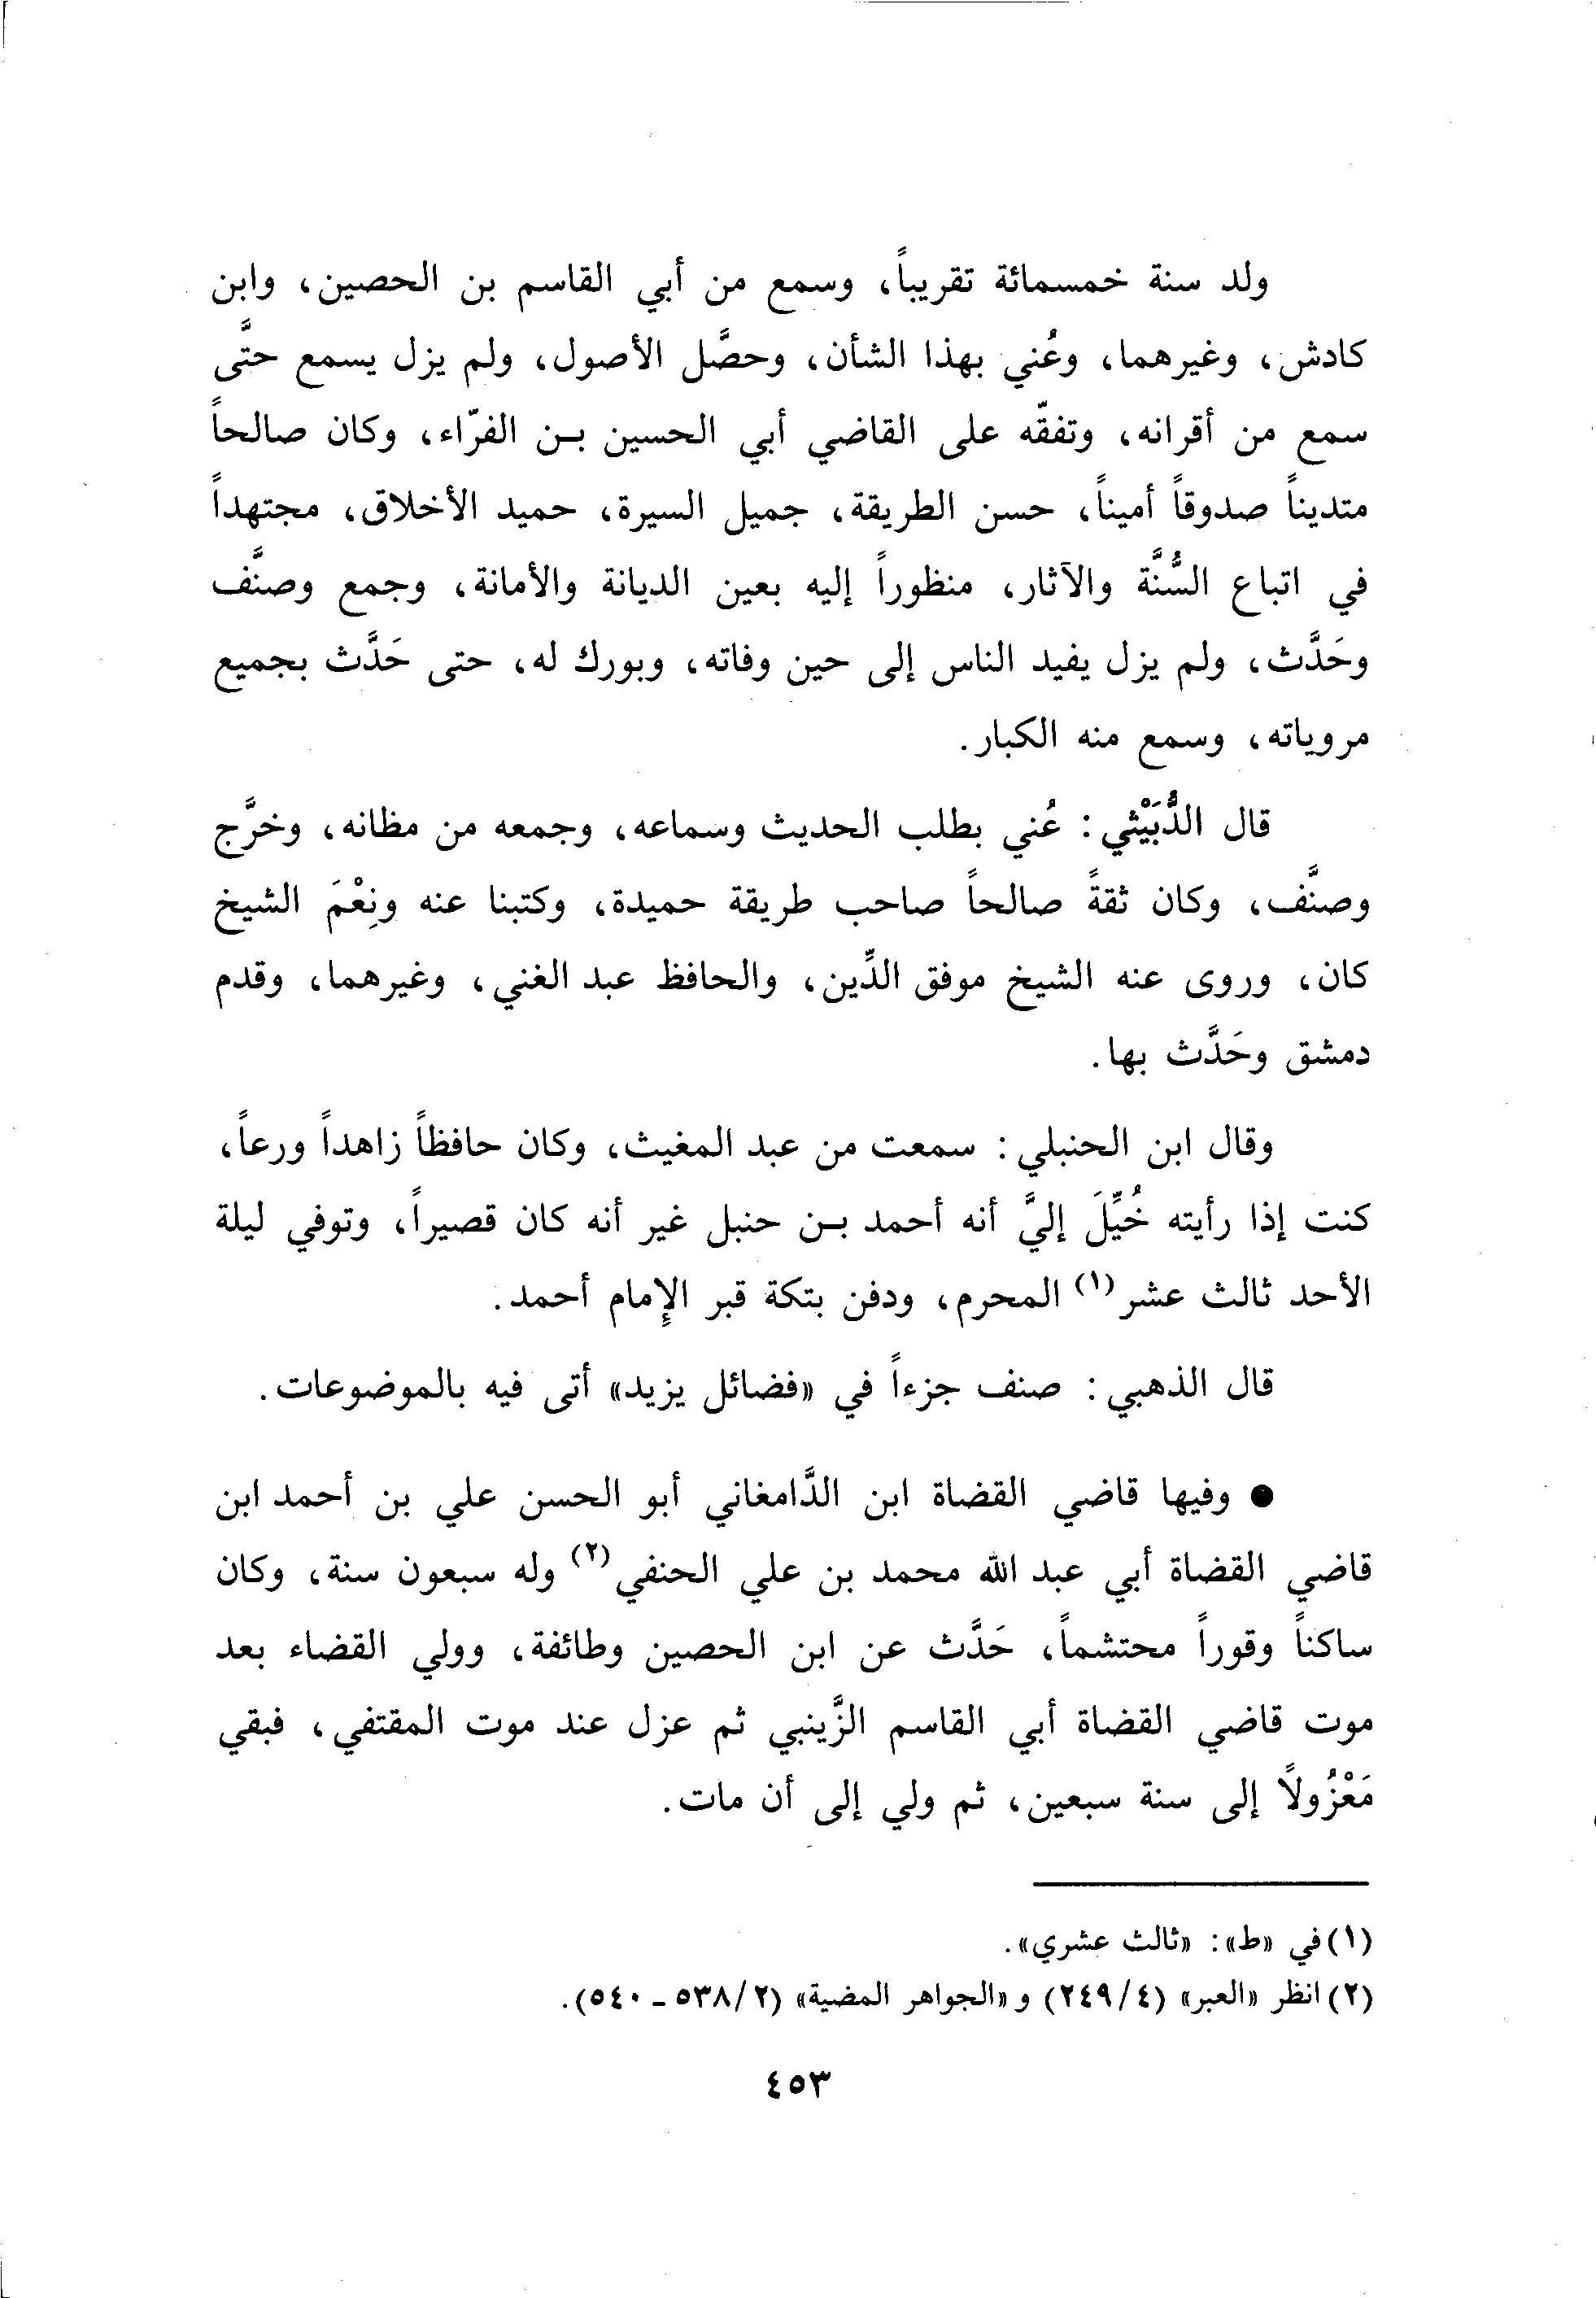 ولد سنة خمسمائة تقريباً، وسمع من أبي القاسم بن الحصين، وابن
كادش، وغيرهما، وعُني بهذا الشأن، وحصَّل الأصول، ولم يزل يسمع حتَّى
سمع من أقرانه، وتفقّه على القاضي أبي الحسين بـن الفرّاء، وكان صالحاً
متديناً صدوقاً أميناً، حسن الطريقة، جميل السيرة، حميد الأخلاق، مجتهداً
في اتباع السُّنَّة والآثار، منظوراً إليه بعين الديانة والأمانة، وجمع وصنَّف
وحَدَّث، ولم يزل يفيد الناس إلى حين وفاته، وبورك له، حتى حَدَّث بجميع
مروياته، وسمع منه الكبار.
قال الدُّبَيْثي: عُني بطلب الحديث وسماعه، وجمعه من مظانه، وخرَّج
وصنَّف، وكان ثقةً صالحاً صاحب طريقة حميدة، وكتبنا عنه ونِعْمَ الشيخ
كان، وروى عنه الشيخ موفق الدِّين، والحافظ عبد الغني، وغيرهما، وقدم
دمشق وحَدَّث بها.
وقال ابن الحنبلي: سمعت من عبد المغيث، وكان حافظاً زاهداً ورعاً،
كنت إذا رأيته خُيِّلَ إليَّ أنه أحمد بـن حنبل غير أنه كان قصيراً، وتوفي ليلة
الأحد ثالث عشر (١) المحرم، ودفن بتكة قبر الإمام أحمد.
قال الذهبي: صنف جزءاً في «فضائل يزيد» أتى فيه بالموضوعات.
● وفيها قاضي القضاة ابن الدَّامغاني أبو الحسن علي بن أحمد ابن
قاضي القضاة أبي عبد الله محمد بن علي الحنفي (٢) وله سبعون سنة، وكان
ساكناً وقوراً محتشماً، حَدَّث عن ابن الحصين وطائفة، وولي القضاء بعد
موت قاضي القضاة أبي القاسم الزَّينبي ثم عزل عند موت المقتفي، فبقي
مَعْزُولاً إلى سنة سبعين، ثم ولي إلى أن مات.
(١) في «ط»: «ثالث عشري».
(٢) انظر «العبر» (٤/٢٤٩) و «الجواهر المضية» (٢/٥٣٨ - ٥٤٠).
٤٥٣